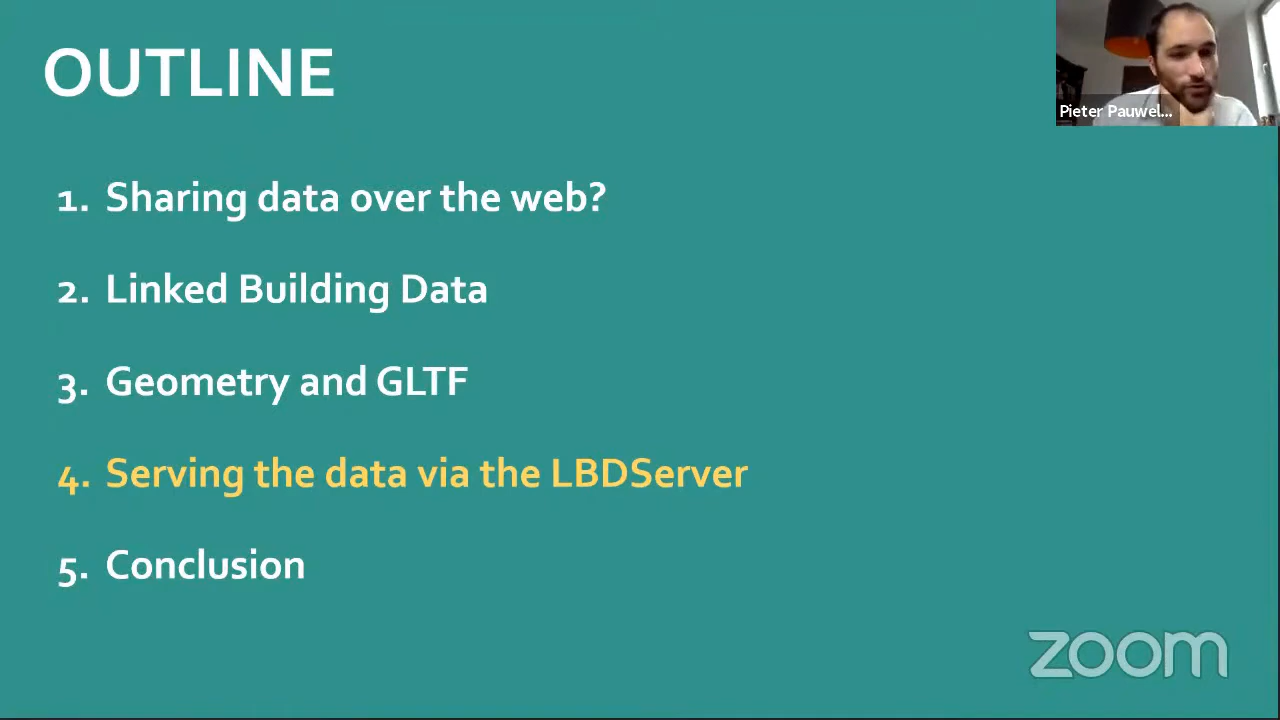 OUTLINE
Pieter Pauwel...
1. Sharing data over the web?
2. Linked Building Data
3. Geometry and GLTF
4. Serving the data via the LBDServer
5. Conclusion
zoom